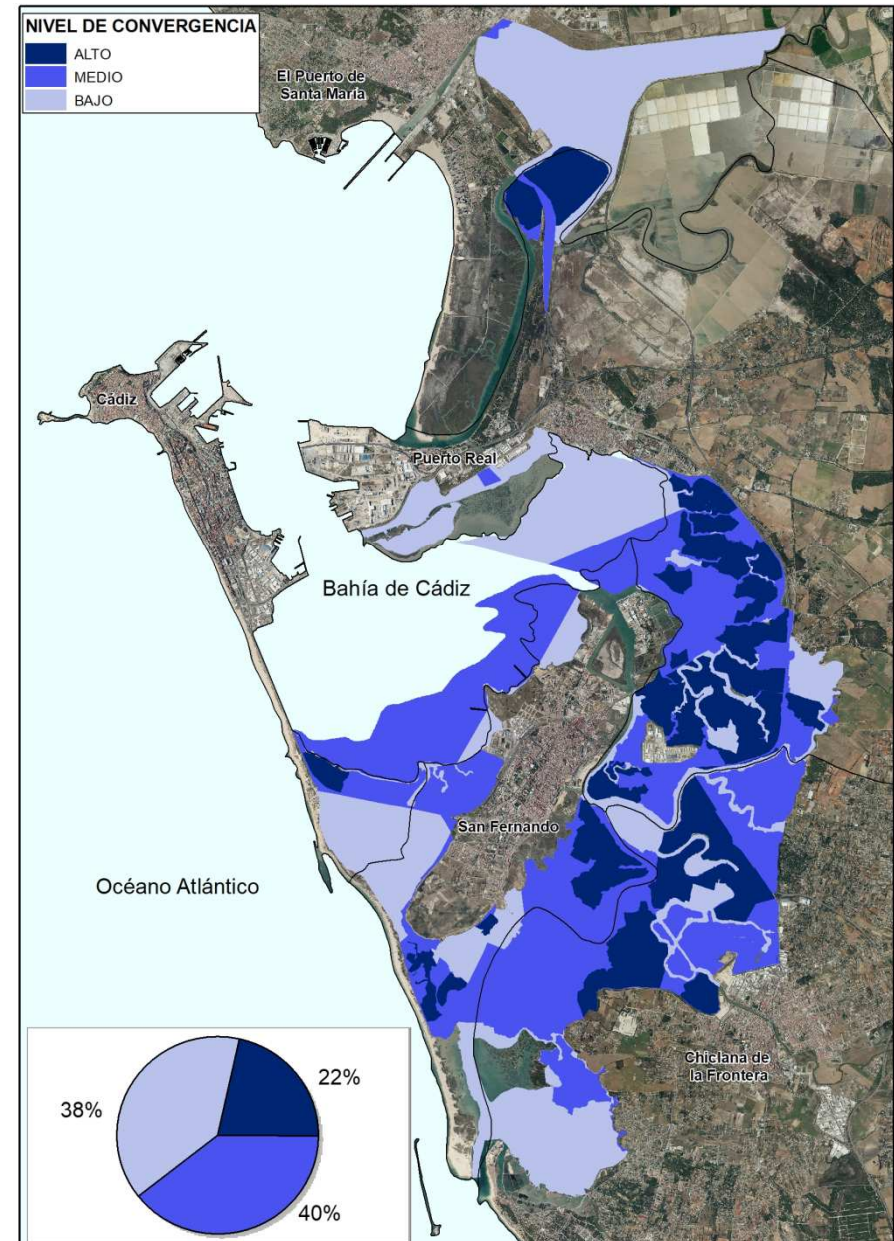 NIVEL DE CONVERGENCIA
ALTO
MEDIO
BAJO
El Puerto de
Santa María
Cádiz
Puerto Real
Bahía de Cádiz
San Fernando
Océano Atlántico
Chiclana de
la Frontera
22%
38%
40%